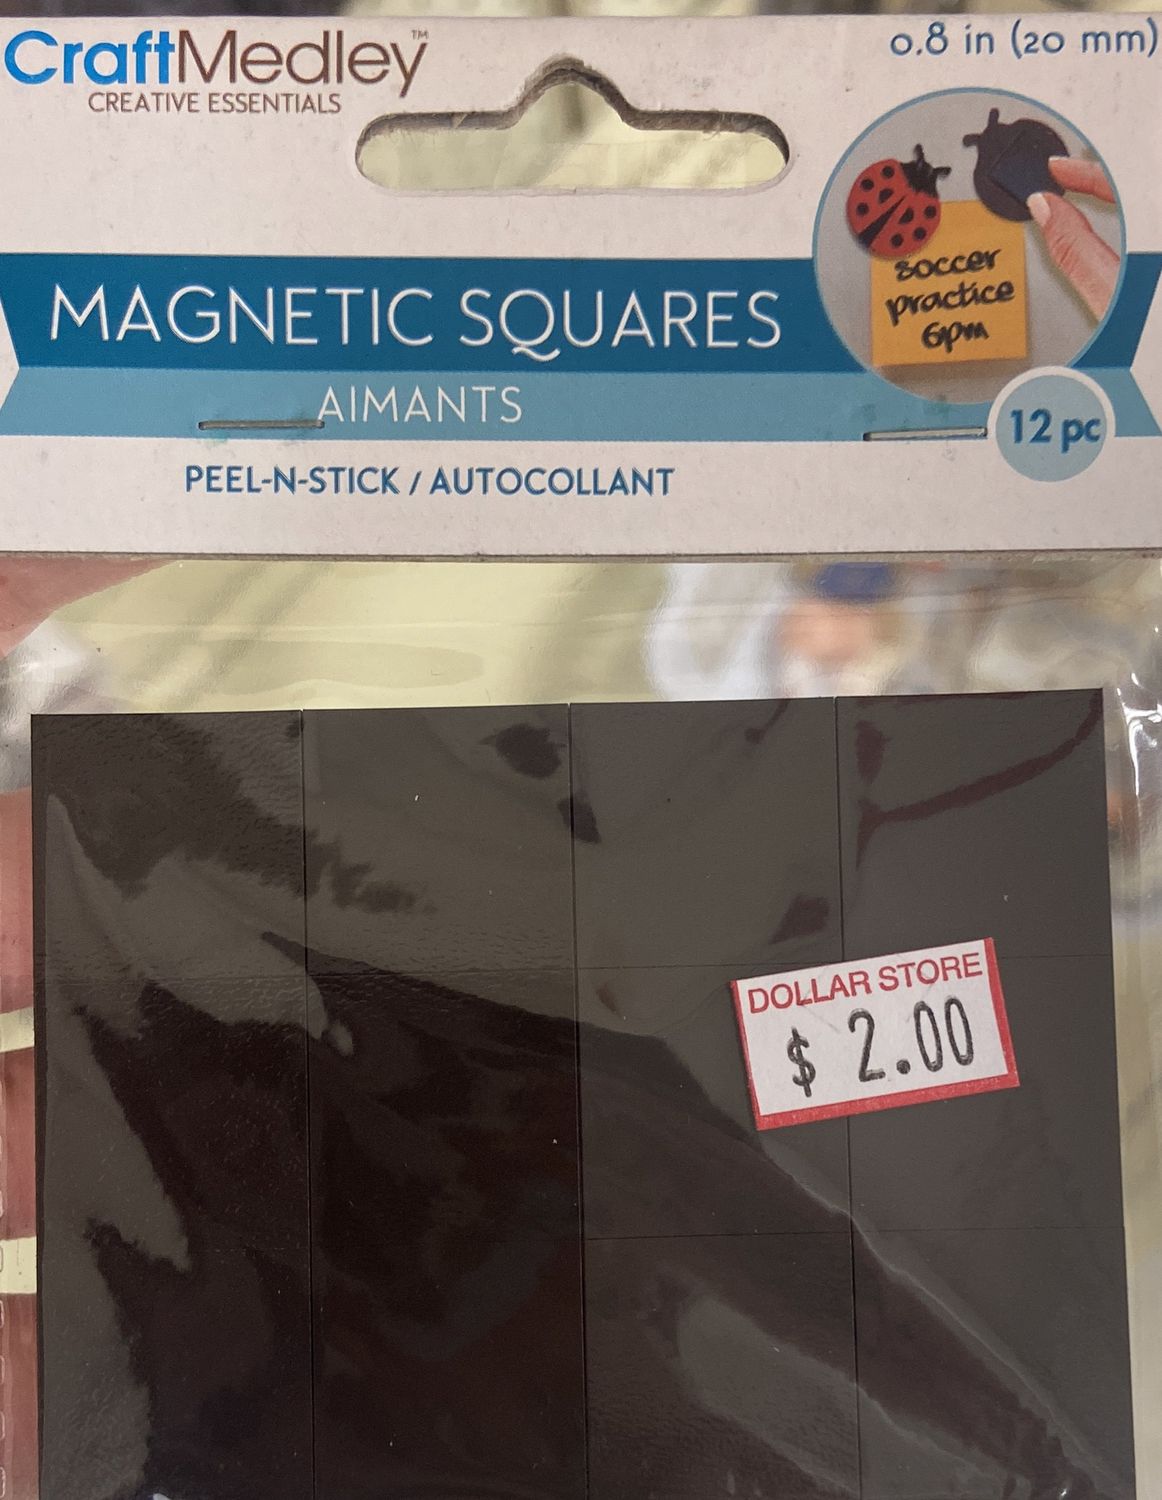 CraftMedley™
CREATIVE ESSENTIALS
0.8 in (20 mm)
soccer
practice
6pm
MAGNETIC SQUARES
AIMANTS
12 pc
PEEL-N-STICK / AUTOCOLLANT
DOLLAR STORE
$ 2.00